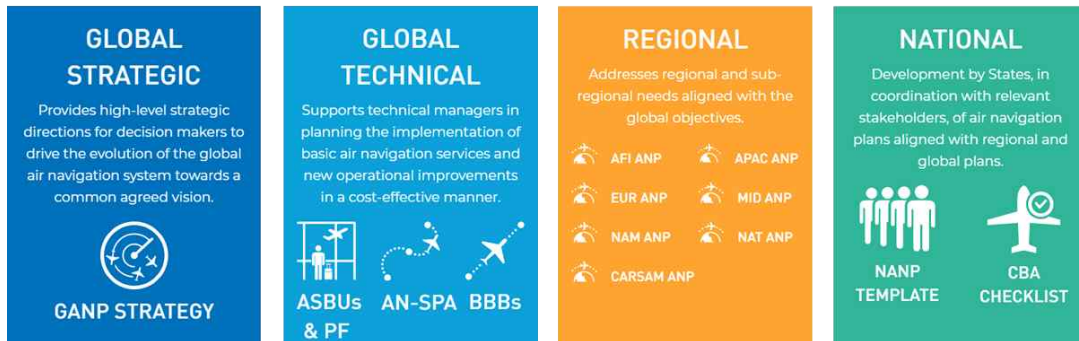 GLOBAL
STRATEGIC
Provides high-level strategic
directions for decision makers to
drive the evolution of the global
air navigation system towards a
common agreed vision.
GANP STRATEGY
GLOBAL
TECHNICAL
Supports technical managers in
planning the implementation of
basic air navigation services and
new operational improvements
in a cost-effective manner.
ASBUs
& PF
AN-SPA
BBBs
REGIONAL
Addresses regional and sub-
regional needs aligned with the
global objectives.
AFI ANP
APAC ANP
EUR ANP
MID ANP
NAM ANP
NAT ANP
CARSAM ANP
NATIONAL
Development by States, in
coordination with relevant
stakeholders, of air navigation
plans aligned with regional and
global plans.
NANP
TEMPLATE
CBA
CHECKLIST